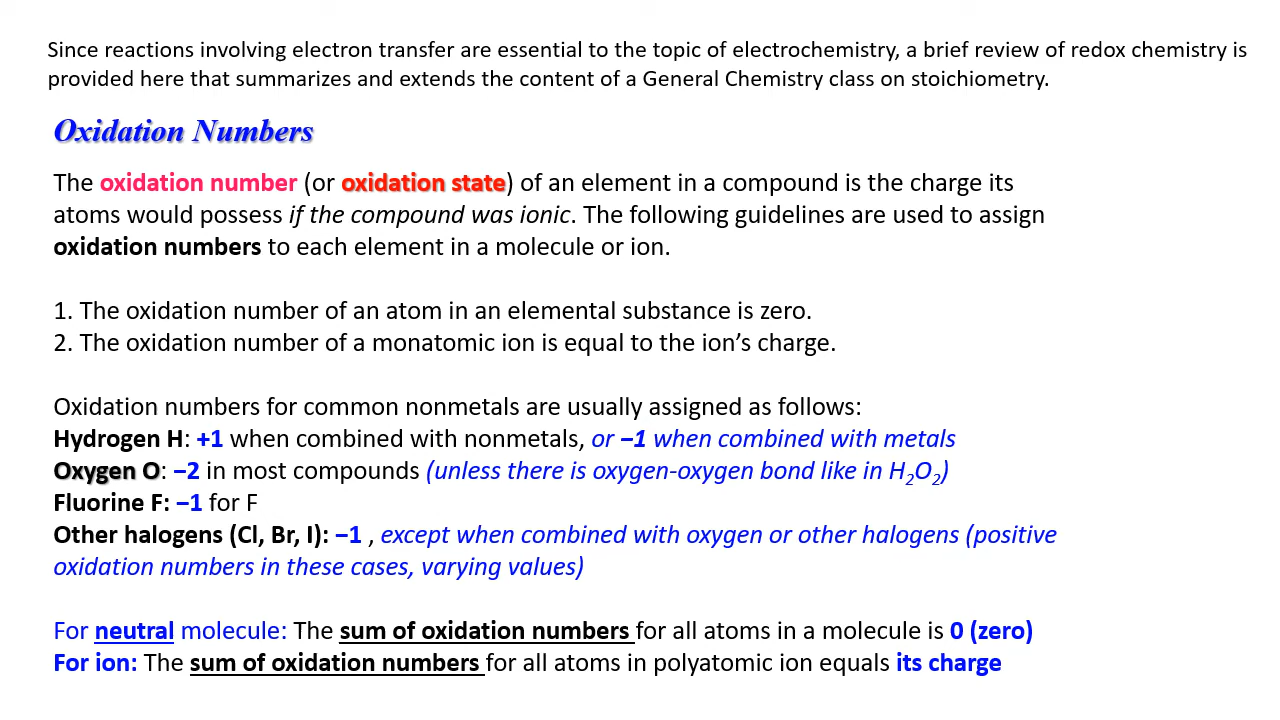 Since reactions involving electron transfer are essential to the topic of electrochemistry, a brief review of redox chemistry is
provided here that summarizes and extends the content of a General Chemistry class on stoichiometry.
Oxidation Numbers
The oxidation number (or oxidation state) of an element in a compound is the charge its
atoms would possess if the compound was ionic. The following guidelines are used to assign
oxidation numbers to each element in a molecule or ion.
1. The oxidation number of an atom in an elemental substance is zero.
2. The oxidation number of a monatomic ion is equal to the ion’s charge.
Oxidation numbers for common nonmetals are usually assigned as follows:
Hydrogen H: +1 when combined with nonmetals, or −1 when combined with metals
Oxygen O: −2 in most compounds (unless there is oxygen-oxygen bond like in H₂O₂)
Fluorine F: −1 for F
Other halogens (Cl, Br, I): −1 , except when combined with oxygen or other halogens (positive
oxidation numbers in these cases, varying values)
For neutral molecule: The sum of oxidation numbers for all atoms in a molecule is 0 (zero)
For ion: The sum of oxidation numbers for all atoms in polyatomic ion equals its charge